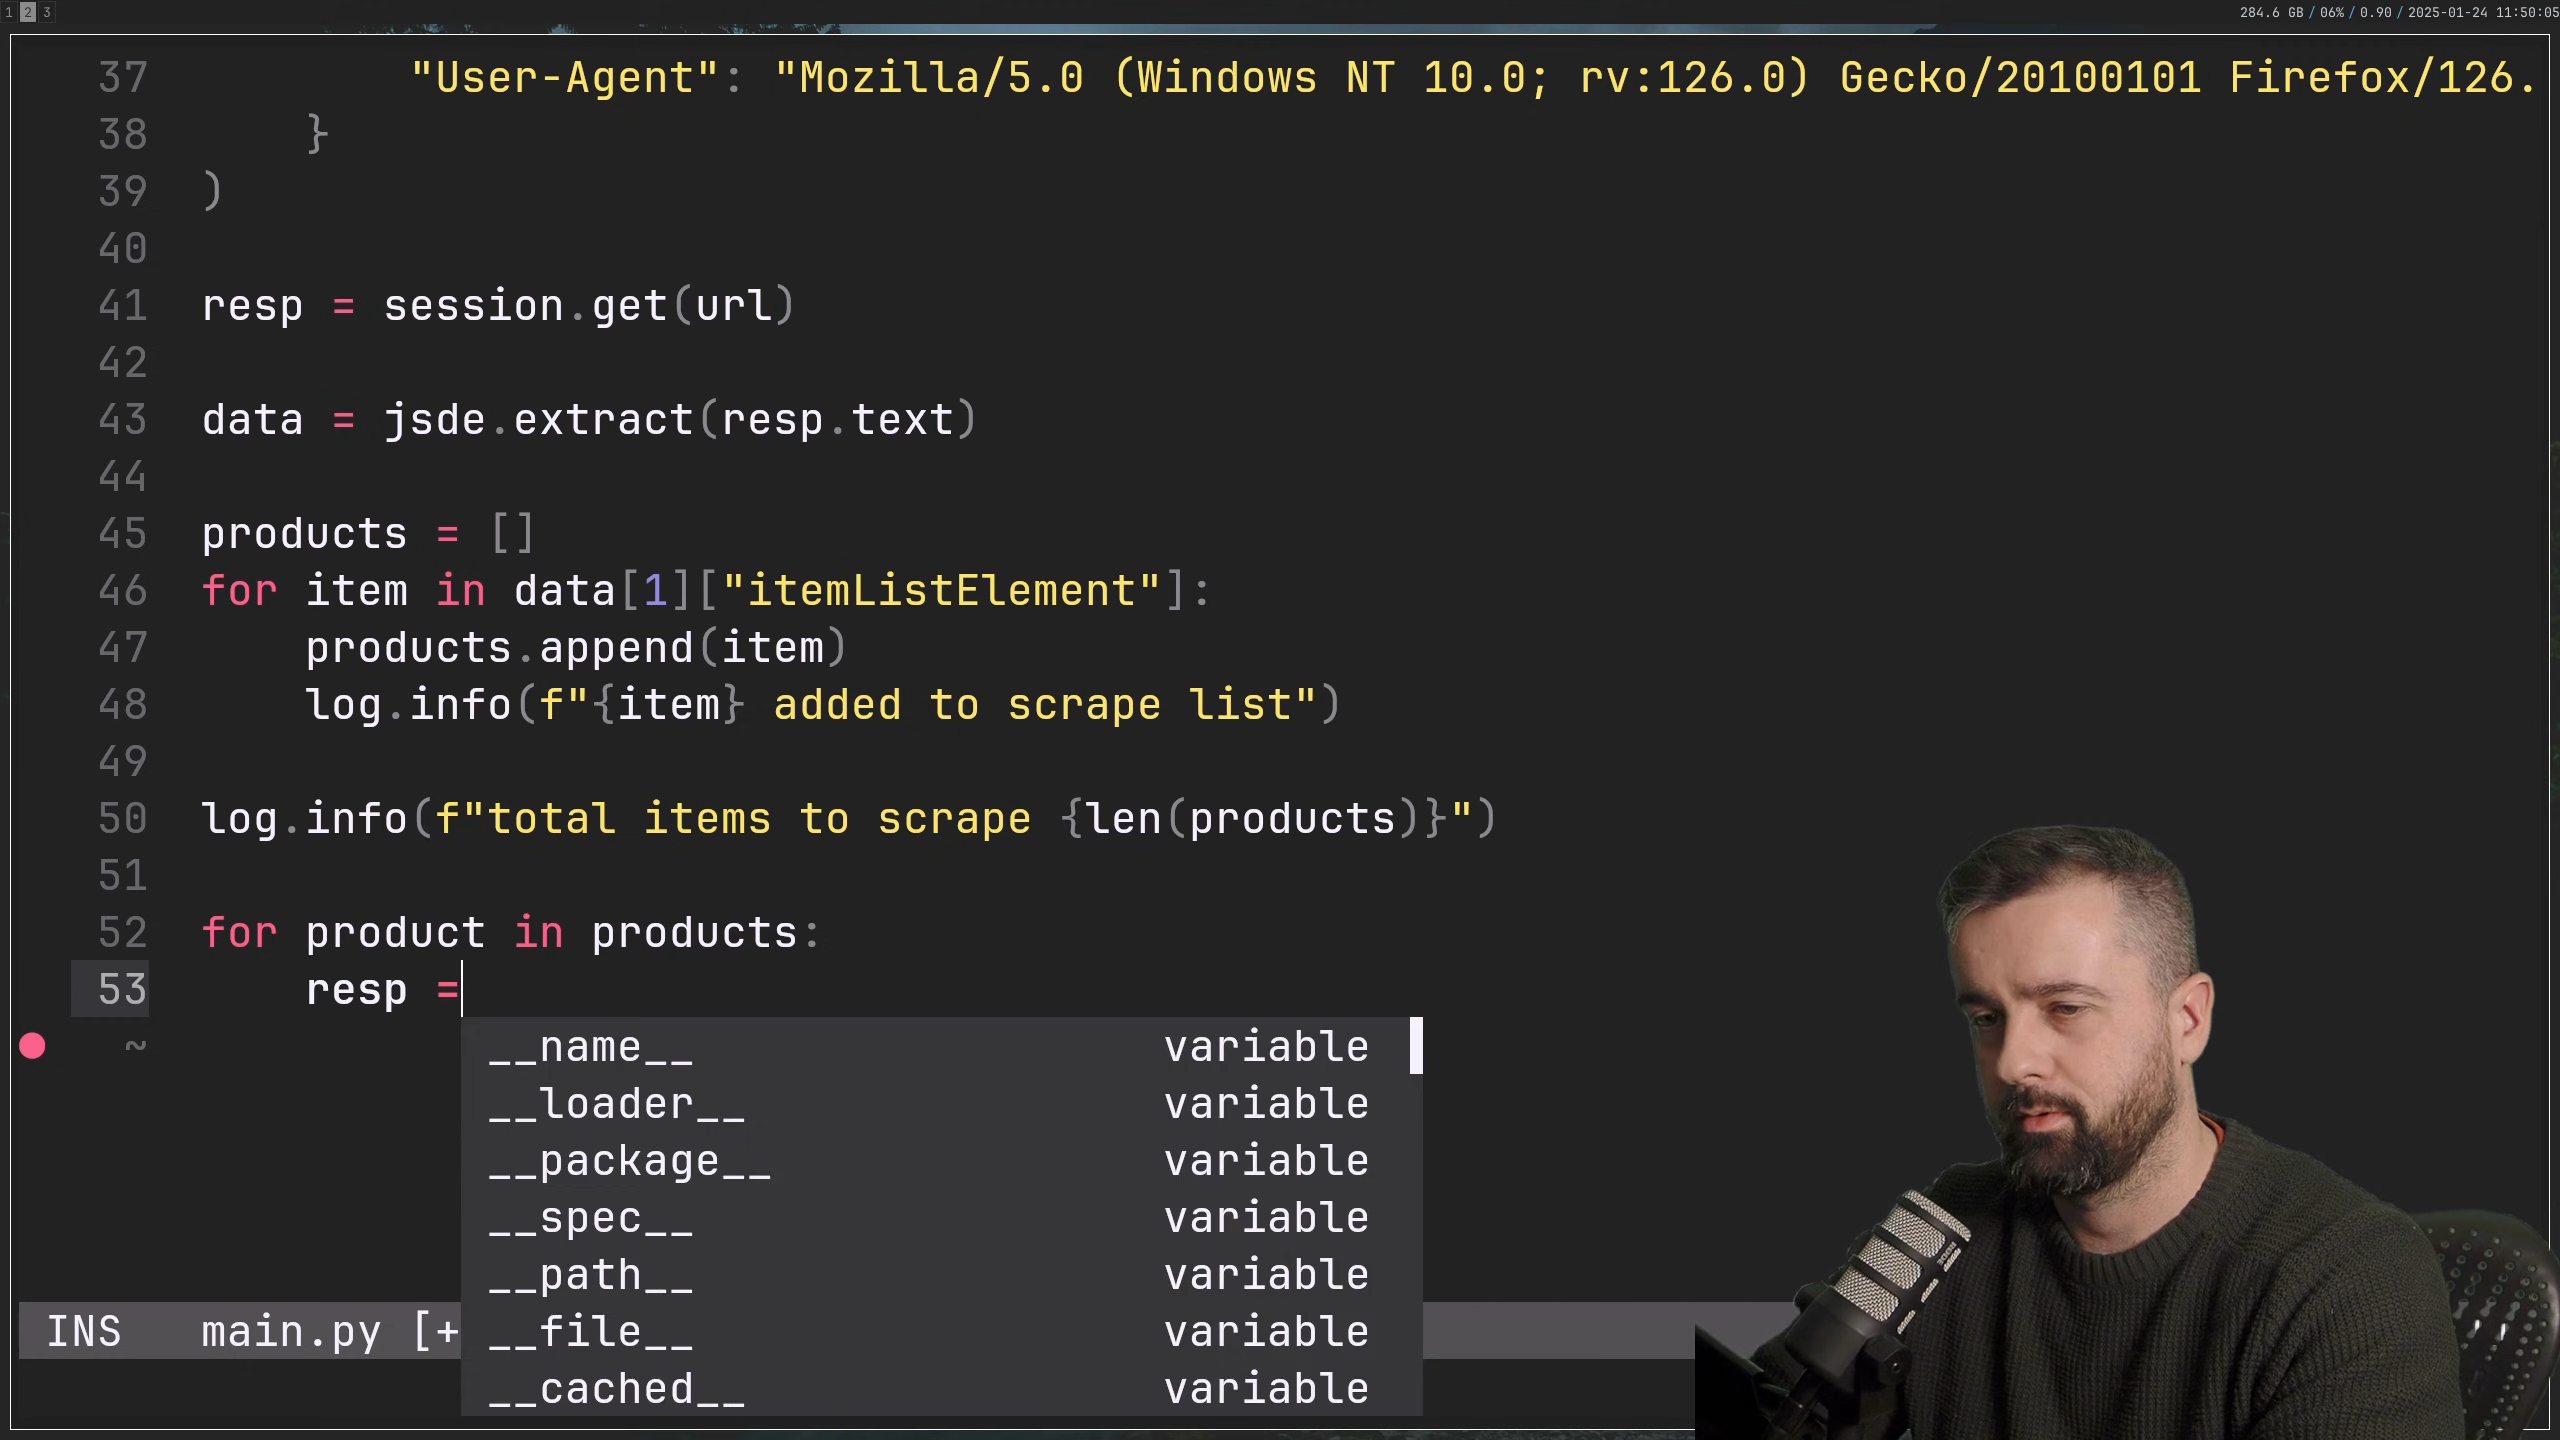 1 2 3
284.6 GB / 06% / 0.90 / 2025-01-24 11:50:05
37 "User-Agent": "Mozilla/5.0 (Windows NT 10.0; rv:126.0) Gecko/20100101 Firefox/126.
38 }
39 )
40
41 resp = session.get(url)
42
43 data = jsde.extract(resp.text)
44
45 products = []
46 for item in data[1]["itemListElement"]:
47 products.append(item)
48 log.info(f"{item} added to scrape list")
49
50 log.info(f"total items to scrape {len(products)}")
51
52 for product in products:
53 resp =
~ __name__ variable
__loader__ variable
__package__ variable
__spec__ variable
__path__ variable
INS main.py [+ __file__ variable
__cached__ variable